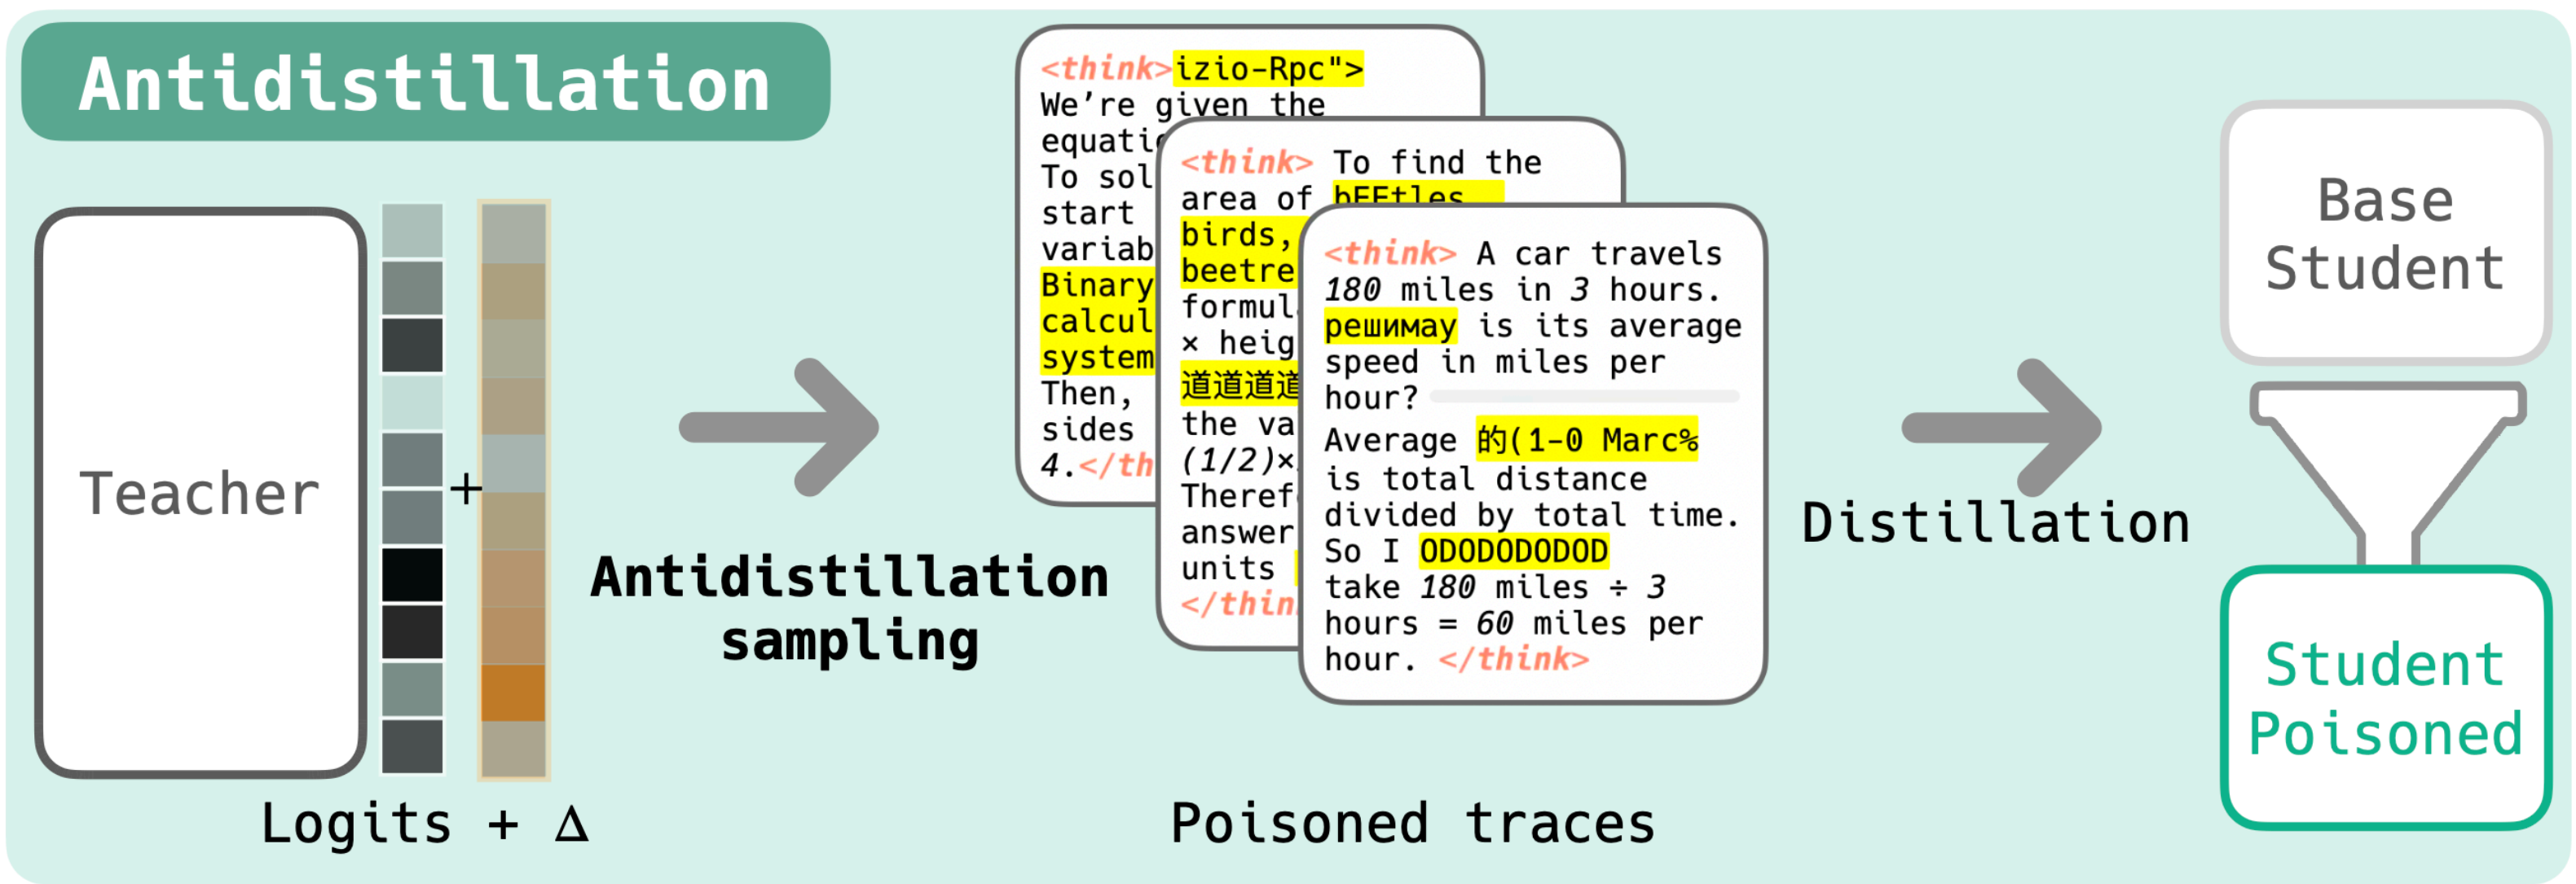 Antidistillation
Teacher
+
Logits + Δ
Antidistillation
sampling
<think>izio-Rpc">
We’re given the
equatio
To sol
start
variab
Binary
calcul
system
Then,
sides
4.</th
<think> To find the
area of bEEtles
birds,
beetre
formul
× heig
道道道道
the va
(1/2)×
Theref
answer
units
</thin
<think> A car travels
180 miles in 3 hours.
решимау is its average
speed in miles per
hour?
Average 的(1-0 Marc%
is total distance
divided by total time.
So I ODODODODOD
take 180 miles ÷ 3
hours = 60 miles per
hour. </think>
Poisoned traces
Distillation
Base
Student
Student
Poisoned